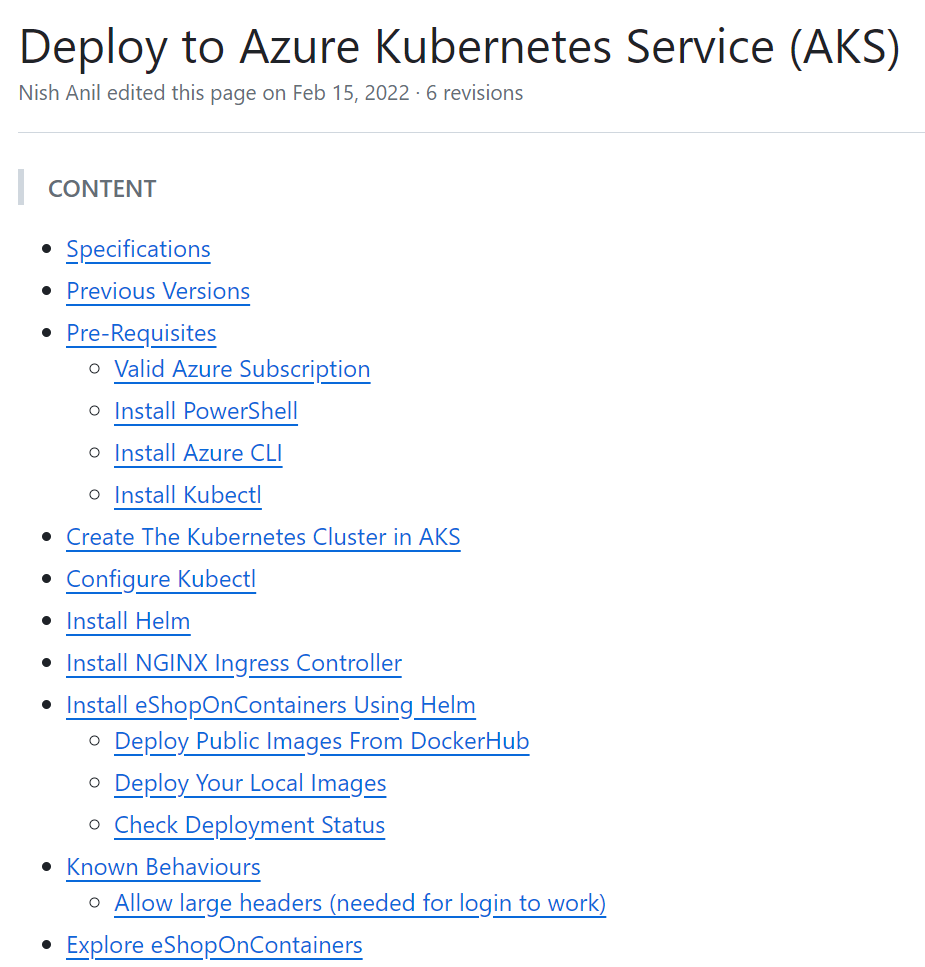 Deploy to Azure Kubernetes Service (AKS)
Nish Anil edited this page on Feb 15, 2022 · 6 revisions
CONTENT
Specifications
Previous Versions
Pre-Requisites
Valid Azure Subscription
Install PowerShell
Install Azure CLI
Install Kubectl
Create The Kubernetes Cluster in AKS
Configure Kubectl
Install Helm
Install NGINX Ingress Controller
Install eShopOnContainers Using Helm
Deploy Public Images From DockerHub
Deploy Your Local Images
Check Deployment Status
Known Behaviours
Allow large headers (needed for login to work)
Explore eShopOnContainers